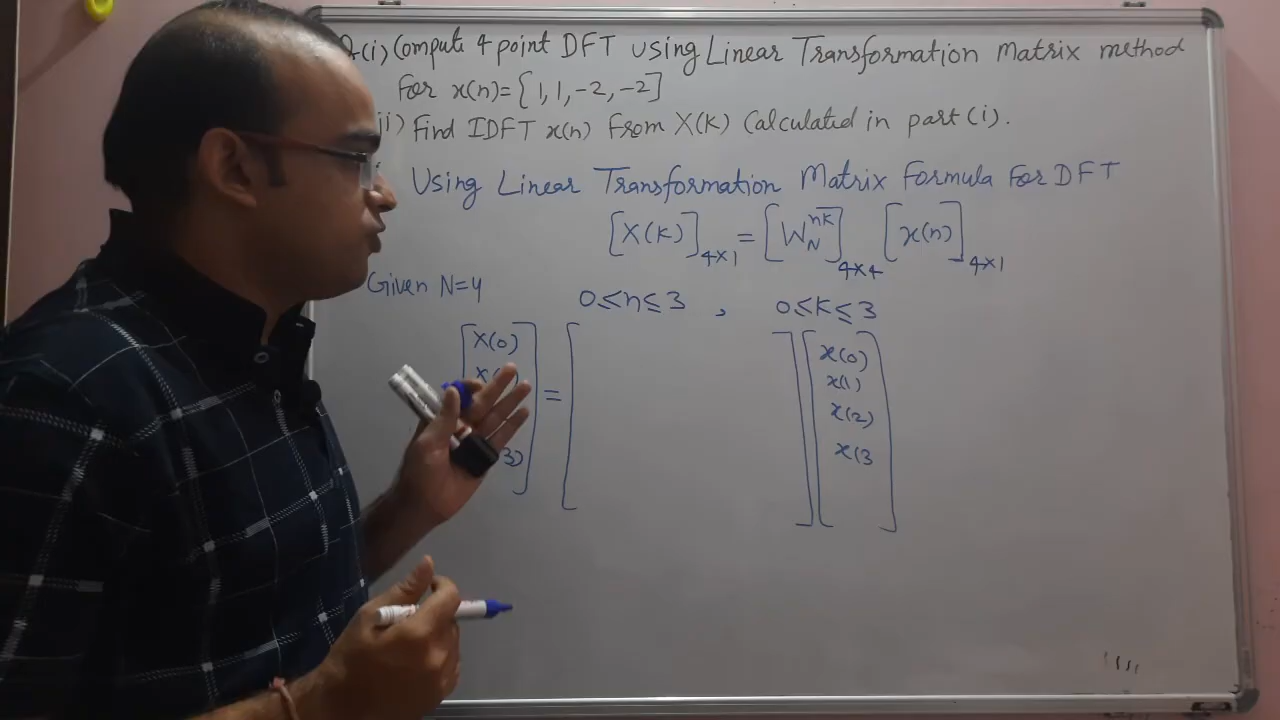 Q(i) Compute 4 point DFT using Linear Transformation Matrix method
For x(n)={1,1,-2,-2]
ii) Find IDFT x(n) From X(K) Calculated in part (i).
Using Linear Transformation Matrix Formula For DFT
[X(k)]4×1 = [W_N^nk]4×4 [x(n)]4×1
Given N=4
0≤n≤3 , 0≤k≤3
X(0)
=
x(0)
x(1)
x(2)
3)
x(3